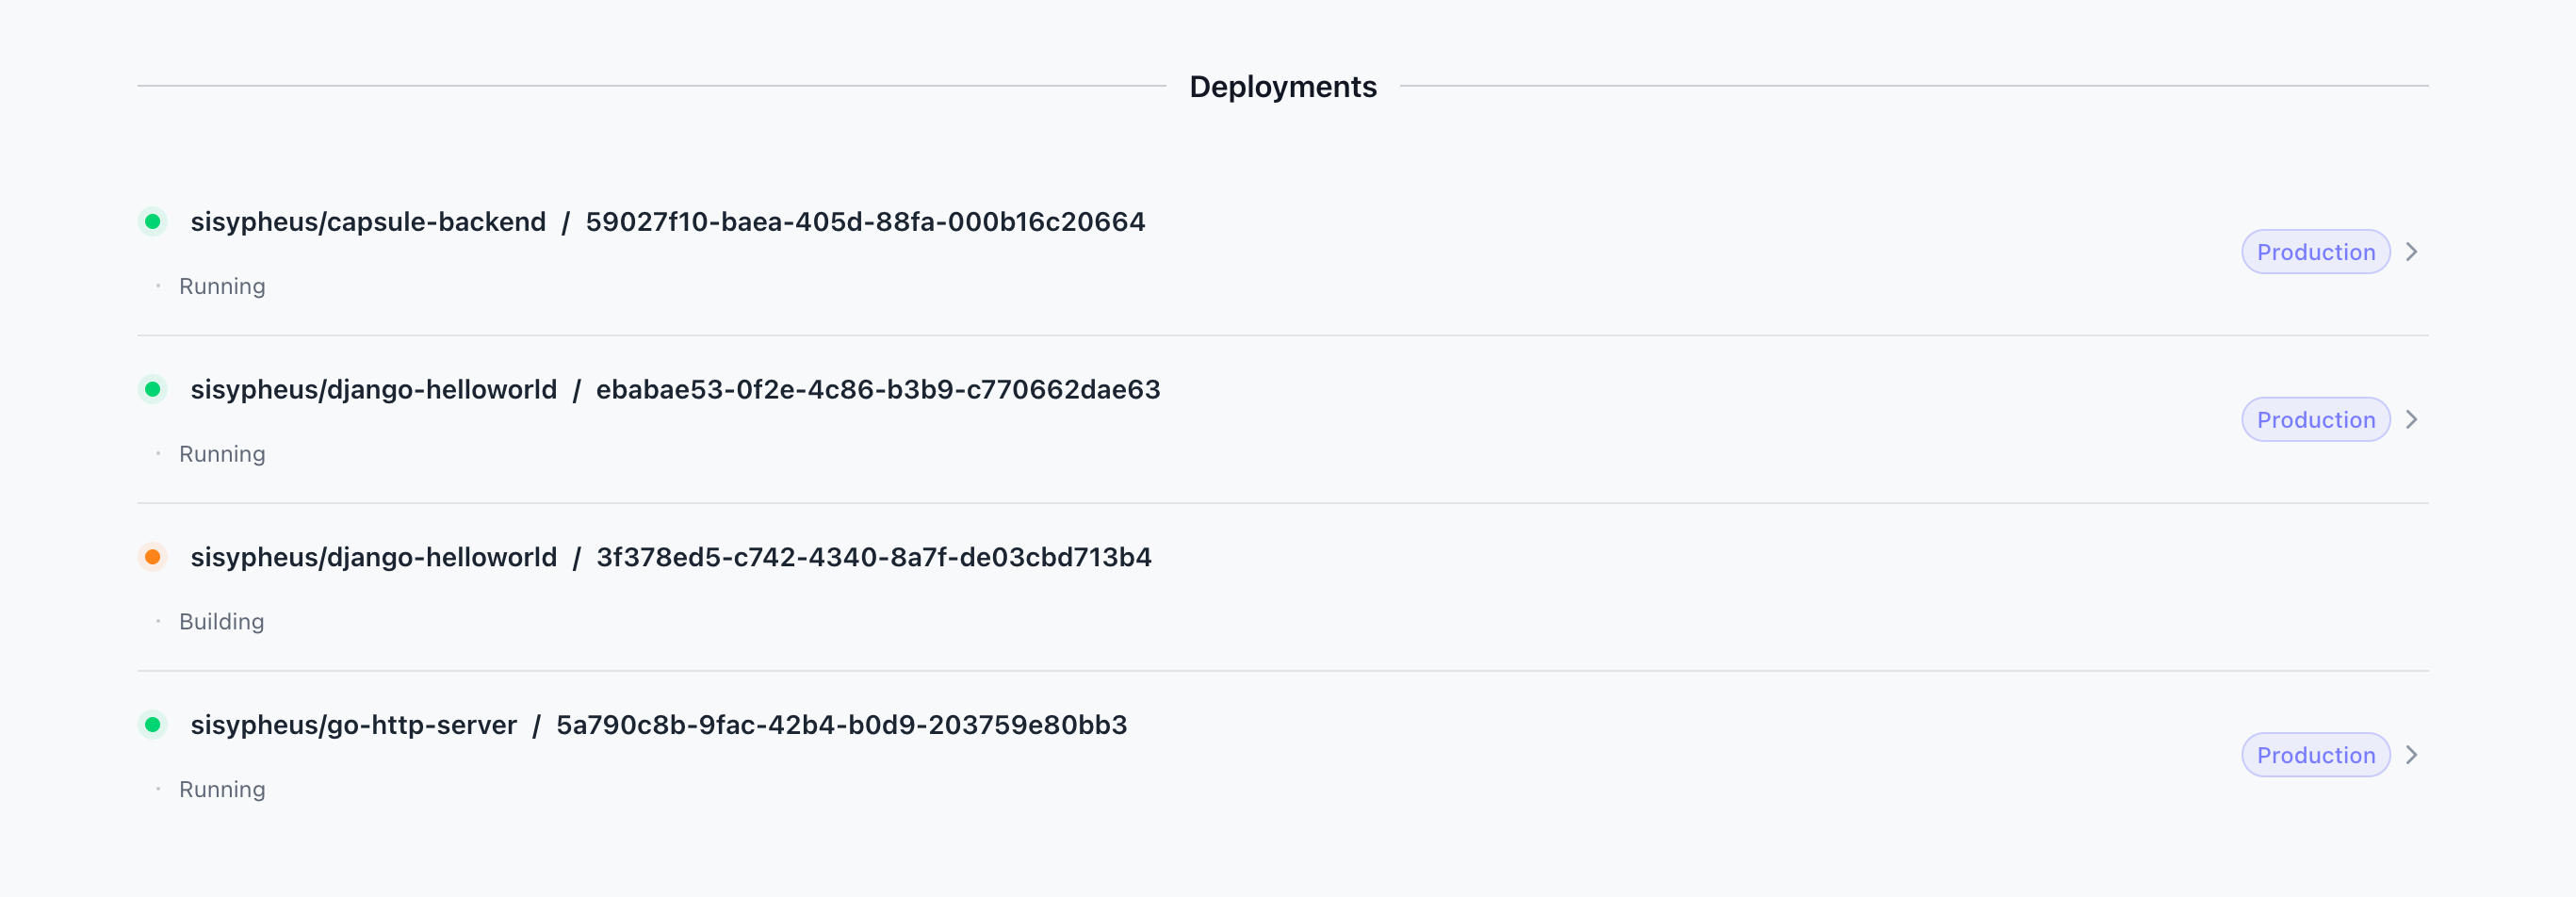 Deployments
sisypheus/capsule-backend / 59027f10-baea-405d-88fa-000b16c20664
Production
· Running
sisypheus/django-helloworld / ebabae53-0f2e-4c86-b3b9-c770662dae63
Production
· Running
sisypheus/django-helloworld / 3f378ed5-c742-4340-8a7f-de03cbd713b4
· Building
sisypheus/go-http-server / 5a790c8b-9fac-42b4-b0d9-203759e80bb3
Production
· Running